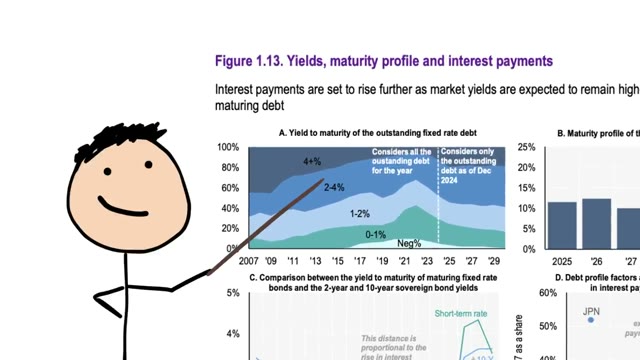 Figure 1.13. Yields, maturity profile and interest payments
Interest payments are set to rise further as market yields are expected to remain high
maturing debt
A. Yield to maturity of the outstanding fixed rate debt
100%
80%
60%
40%
20%
0%
4+%
2-4%
1-2%
0-1%
Neg%
Considers all the
oustanding debt
for the year
Considers only
the outstanding
debt as of Dec
2024
2007 '09 '11 '13 '15 '17 '19 '21 '23 '25 '27 '29
B. Maturity profile of th
25%
20%
15%
10%
5%
0%
2025 '26 '27
C. Comparison between the yield to maturity of maturing fixed rate
bonds and the 2-year and 10-year sovereign bond yields
5%
4%
Short-term rate
This distance is
proportional to the
rise in interest
D. Debt profile factors
in interest pa
60%
50%
40%
JPN
as a share